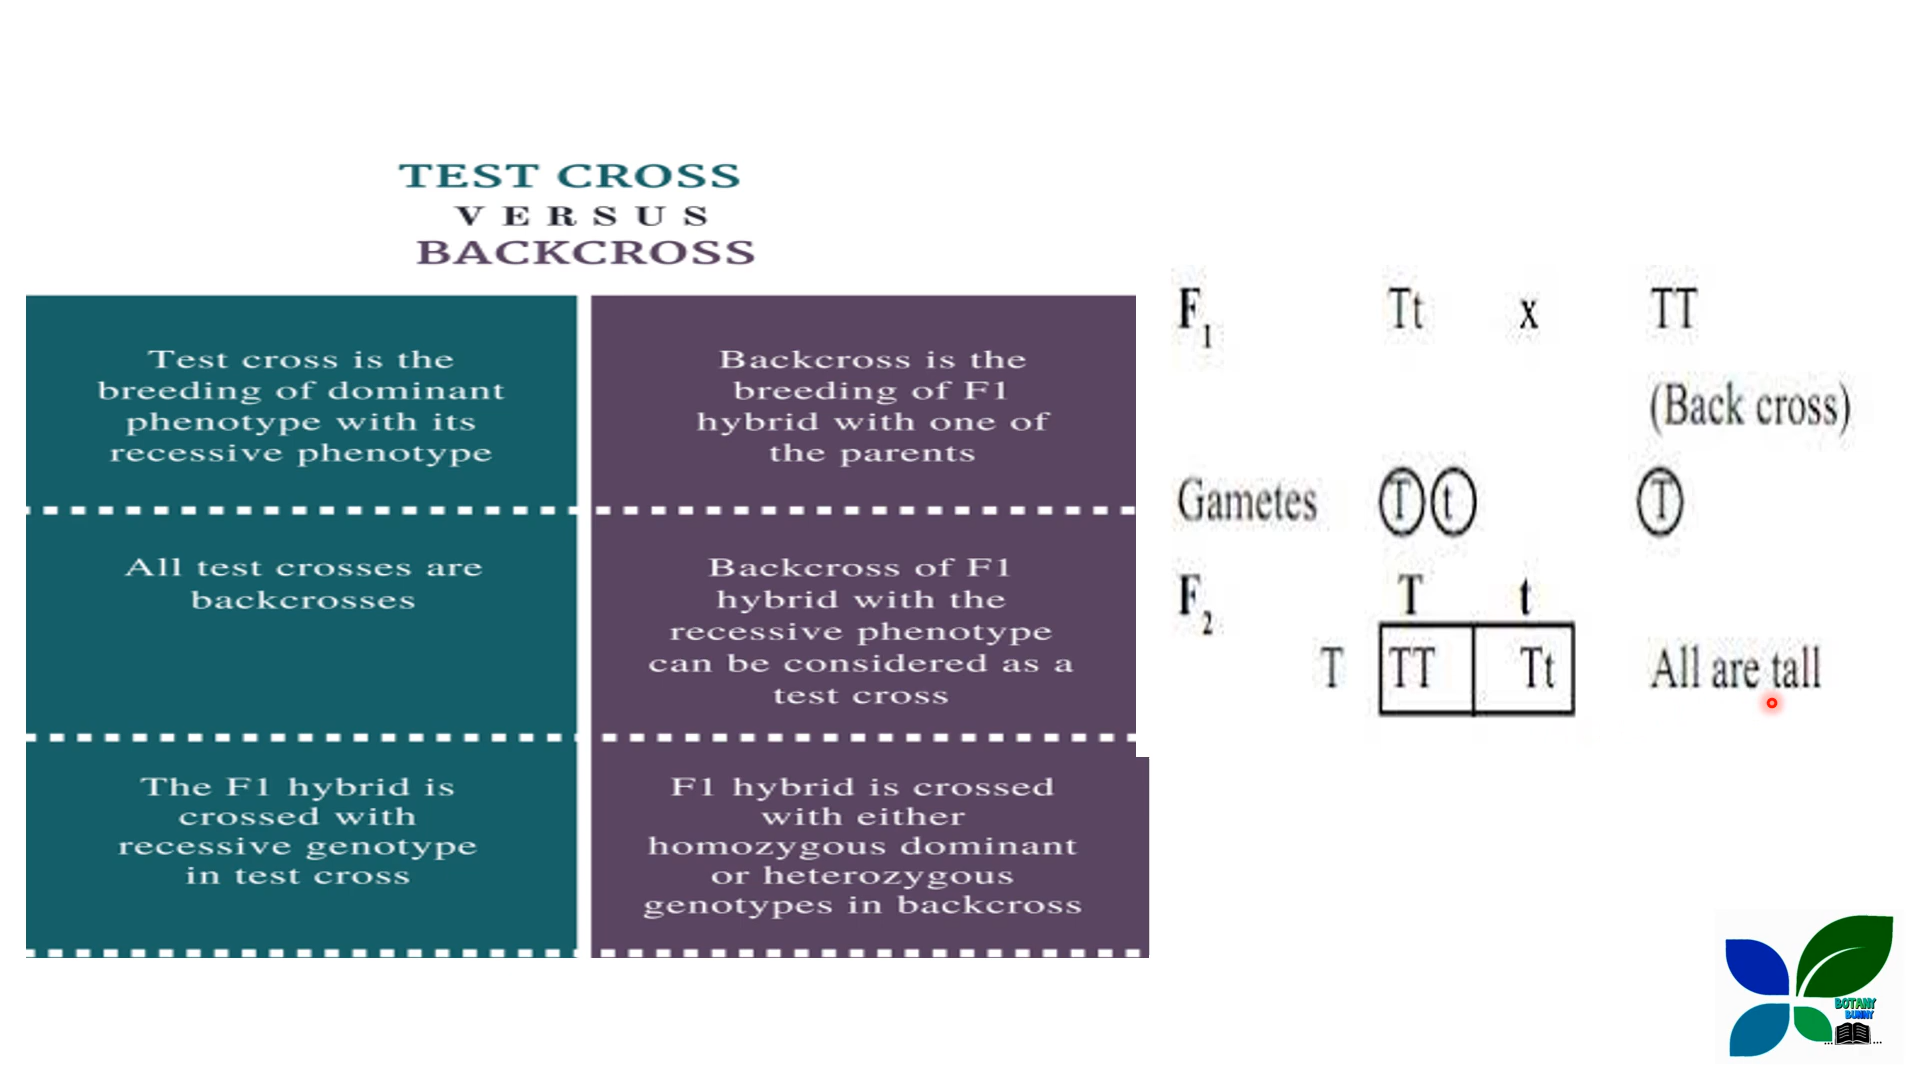 TEST CROSS
VERSUS
BACKCROSS
Test cross is the
breeding of dominant
phenotype with its
recessive phenotype
Backcross is the
breeding of F1
hybrid with one of
the parents
All test crosses are
backcrosses
Backcross of F1
hybrid with the
recessive phenotype
can be considered as a
test cross
The F1 hybrid is
crossed with
recessive genotype
in test cross
F1 hybrid is crossed
with either
homozygous dominant
or heterozygous
genotypes in backcross
F1 Tt x TT
(Back cross)
Gametes T t T
F2 T t
T TT Tt All are tall
BOTANY
BUNNY